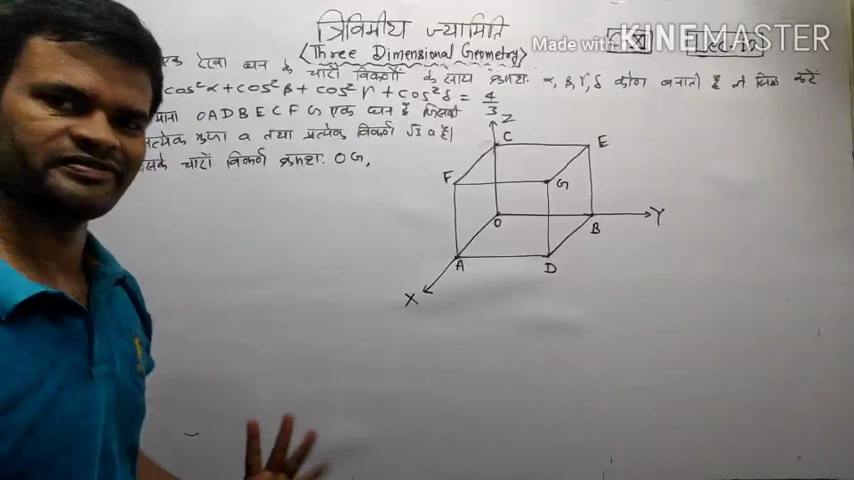 त्रिविमीय ज्यामिति
(Three Dimensional Geometry)
Made with KINEMASTER
रेखा घन के चारों विकर्णों के साथ क्रमशः α, β, γ, δ कोण बनाती है तो सिद्ध करें
cos²α + cos²β + cos²γ + cos²δ = 4/3
माना OADBECFG एक घन है जिसकी
प्रत्येक भुजा a तथा प्रत्येक विकर्ण √3 a है।
इसके चारों विकर्ण क्रमशः OG,
Z
C
E
F
G
O
B
Y
A
D
X